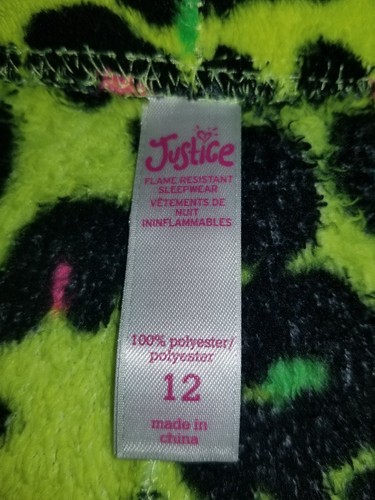 Justice
FLAME RESISTANT
SLEEPWEAR
VÊTEMENTS DE
NUIT
ININFLAMMABLES
100% polyester/
polyester
12
made in
china